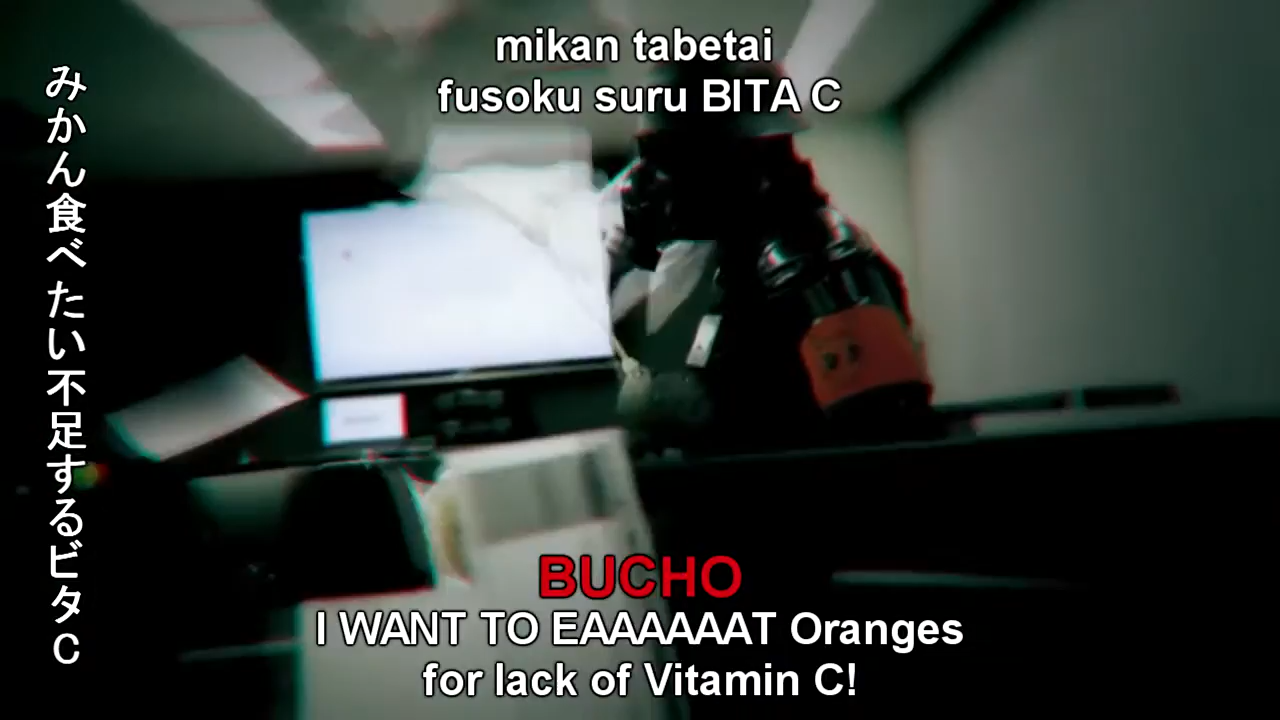 mikan tabetai
fusoku suru BITA C
みかん食べたい不足するビタC
BUCHO
I WANT TO EAAAAAAT Oranges
for lack of Vitamin C!